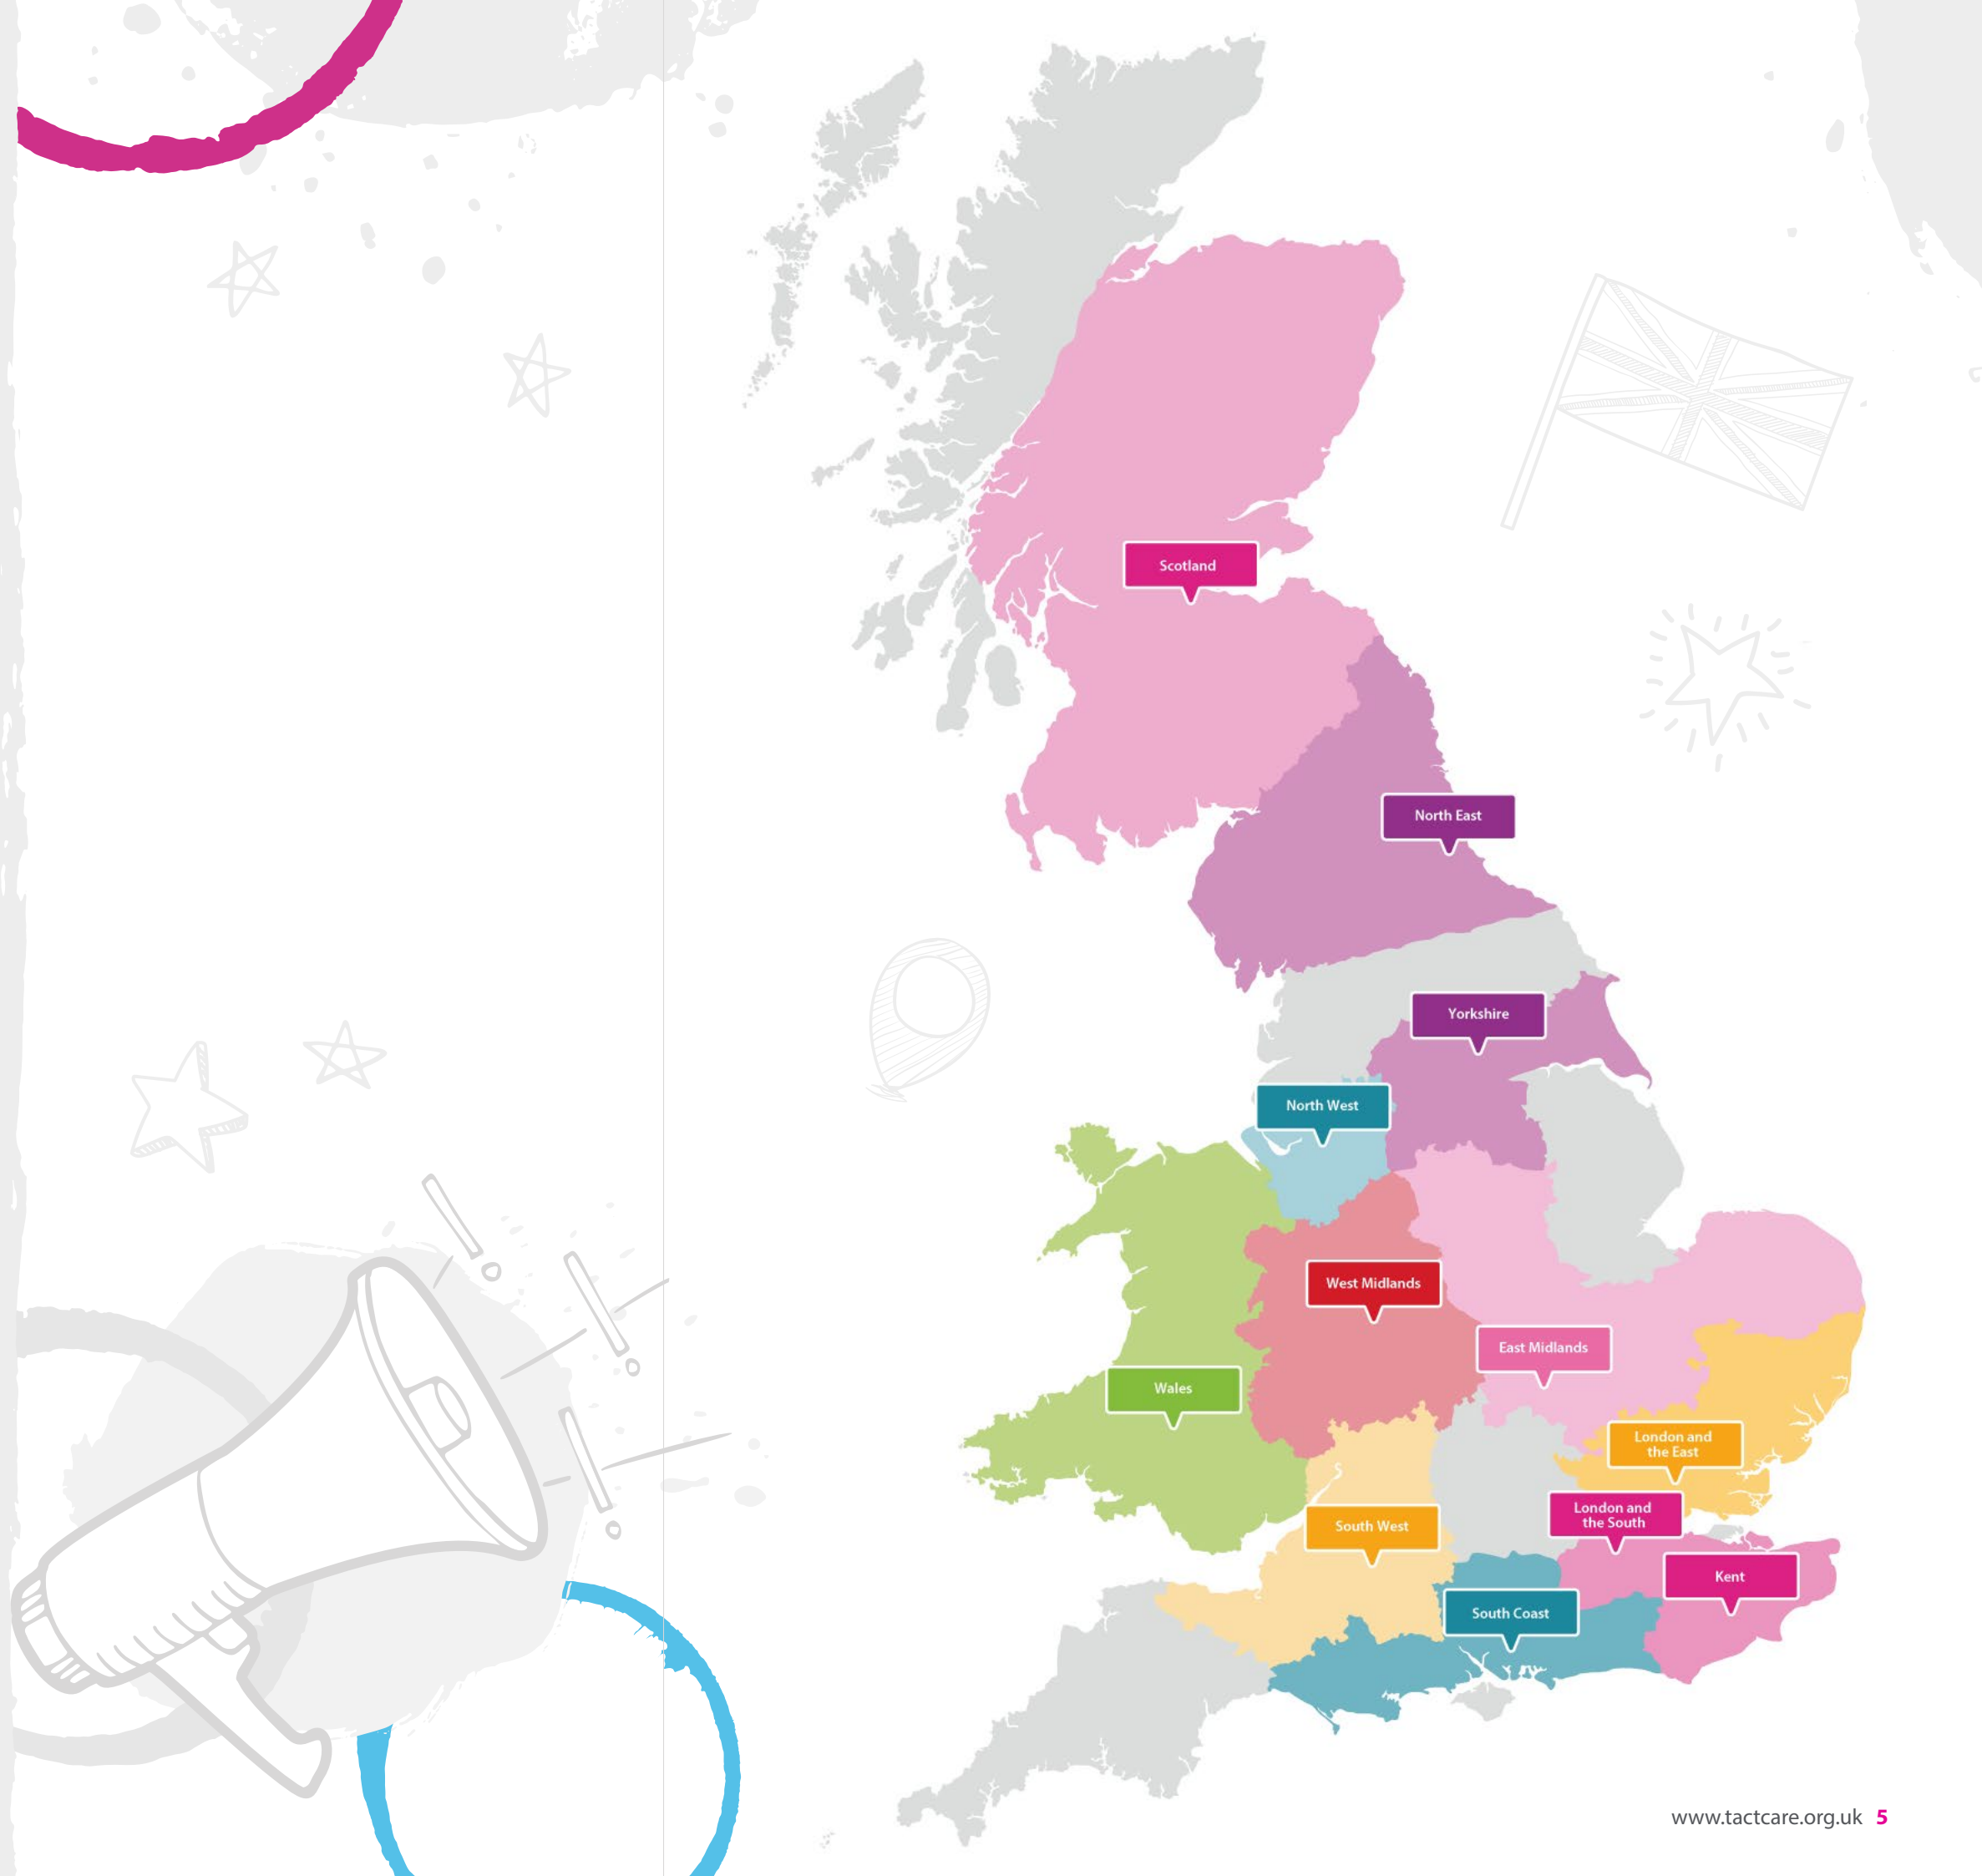 Scotland
North East
Yorkshire
North West
West Midlands
East Midlands
Wales
London and
the East
London and
the South
South West
Kent
South Coast
www.tactcare.org.uk 5